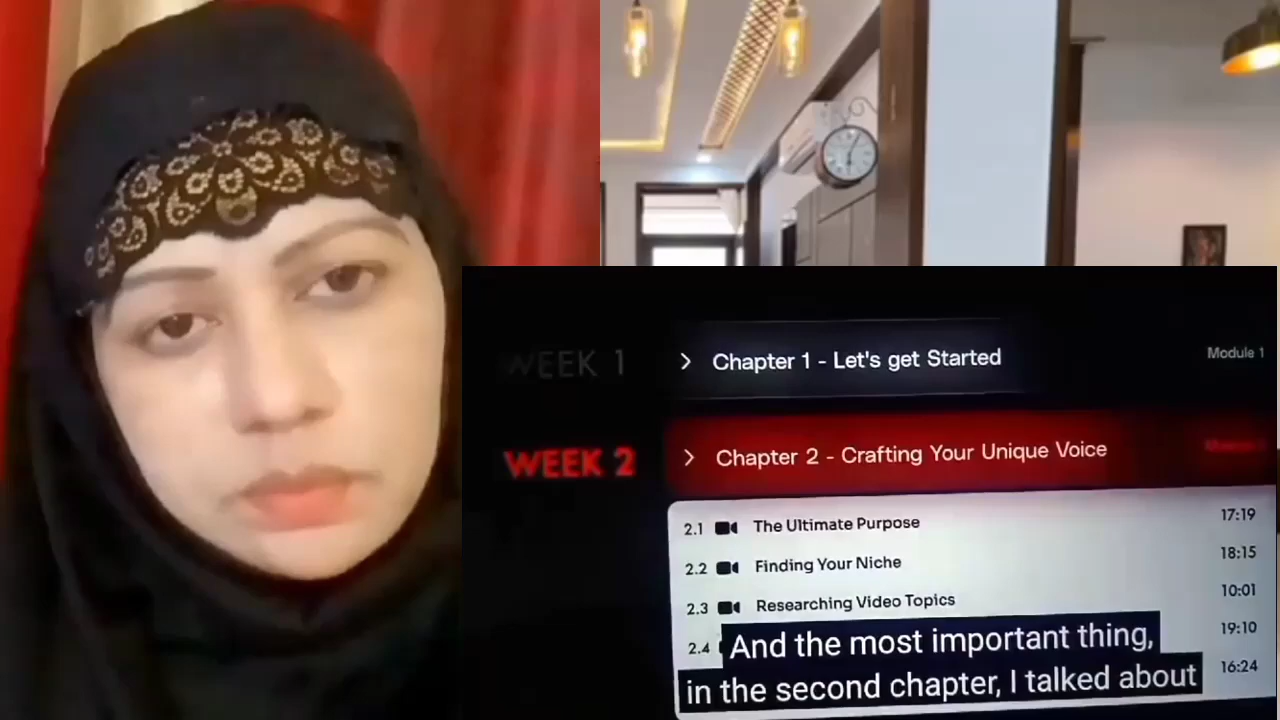 WEEK 1
Chapter 1 - Let's get Started
Module 1
WEEK 2
Chapter 2 - Crafting Your Unique Voice
2.1 The Ultimate Purpose 17:19
2.2 Finding Your Niche 18:15
2.3 Researching Video Topics 10:01
2.4 19:10
16:24
And the most important thing,
in the second chapter, I talked about